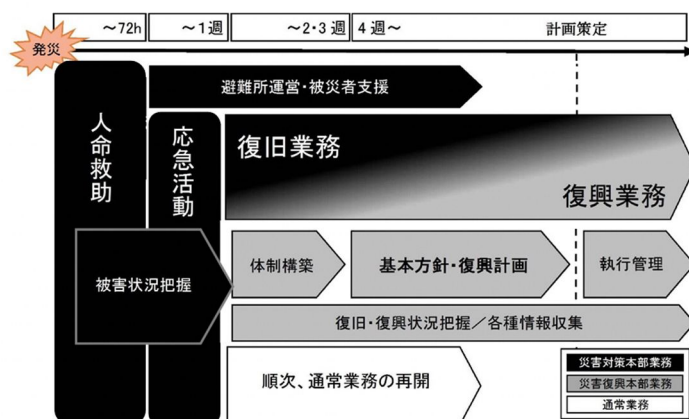 ～72h
～1週
～2・3週
4週～
計画策定
発災
避難所運営・被災者支援
人命救助
応急活動
復旧業務
復興業務
被害状況把握
体制構築
基本方針・復興計画
執行管理
復旧・復興状況把握／各種情報収集
順次、通常業務の再開
災害対策本部業務
災害復興本部業務
通常業務